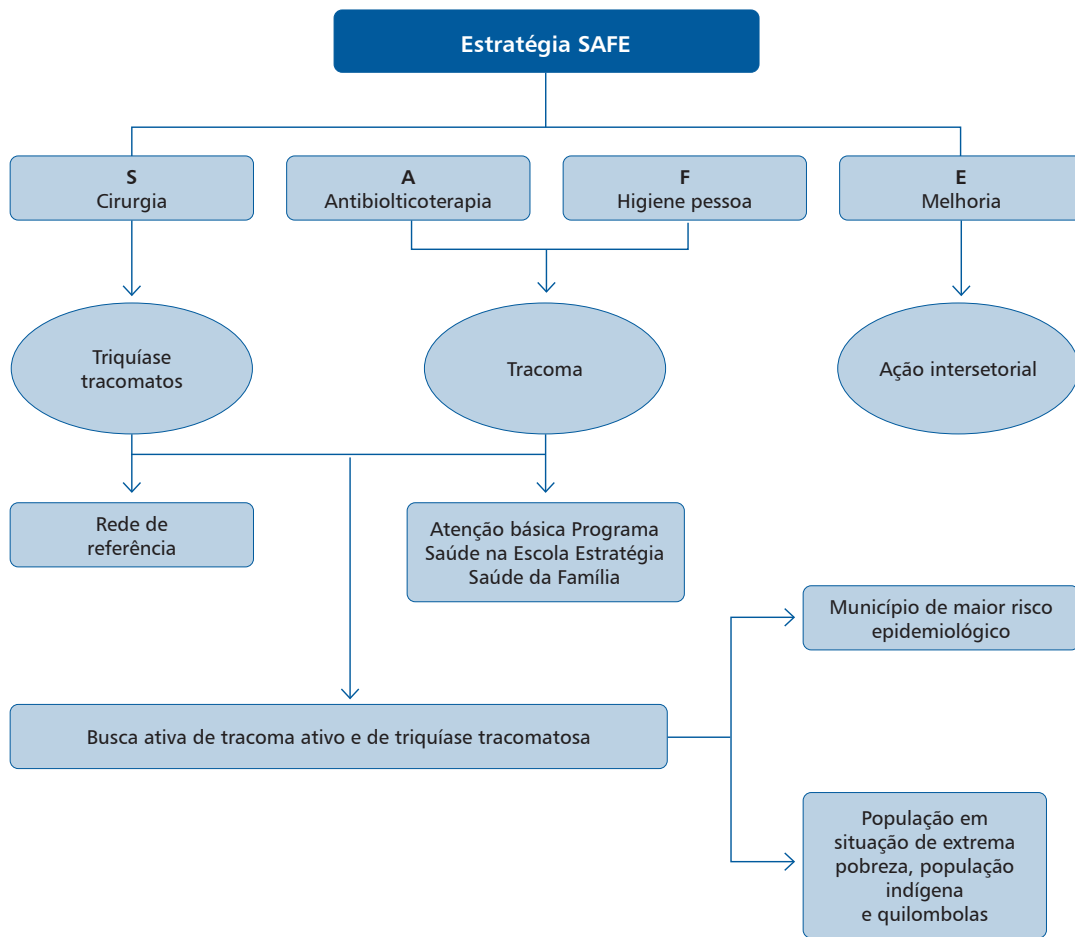 Estratégia SAFE
S
Cirurgia
A
Antibiolticoterapia
F
Higiene pessoa
E
Melhoria
Triquíase
tracomatos
Tracoma
Ação intersetorial
Rede de
referência
Atenção básica Programa
Saúde na Escola Estratégia
Saúde da Família
Município de maior risco
epidemiológico
Busca ativa de tracoma ativo e de triquíase tracomatosa
População em
situação de extrema
pobreza, população
indígena
e quilombolas